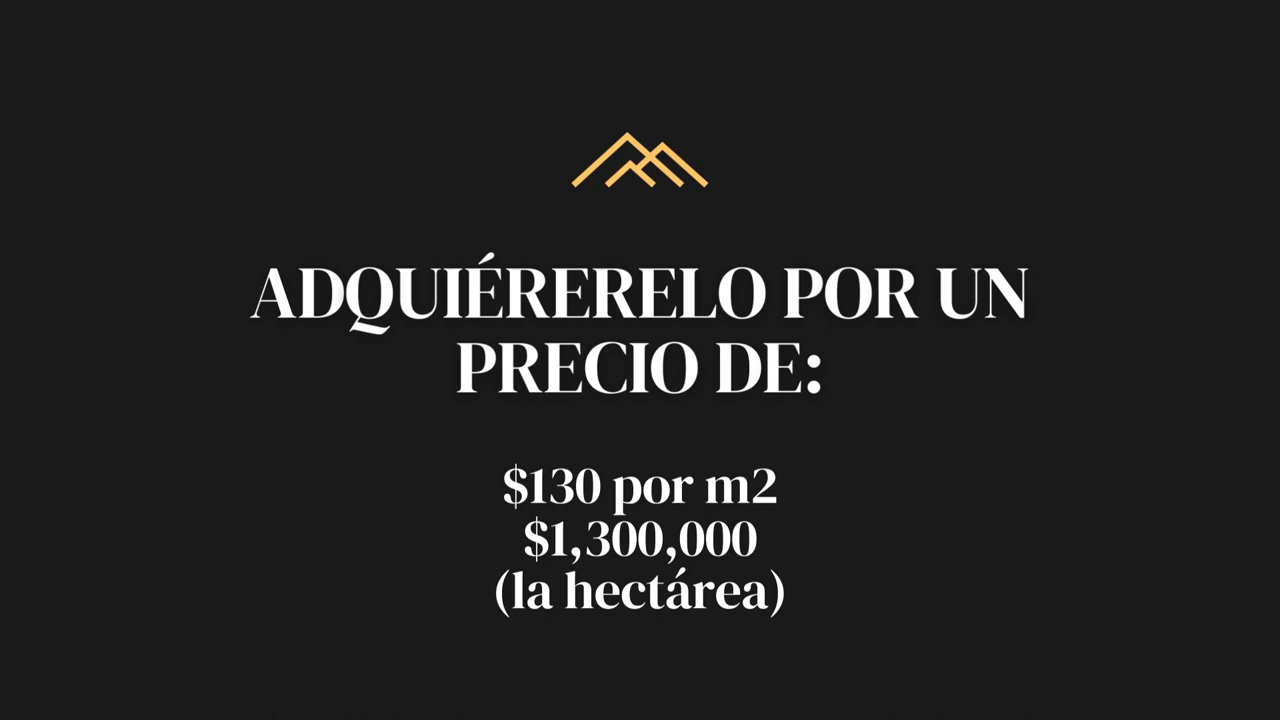 ADQUIÉRERELO POR UN
PRECIO DE:
$130 por m2
$1,300,000
(la hectárea)